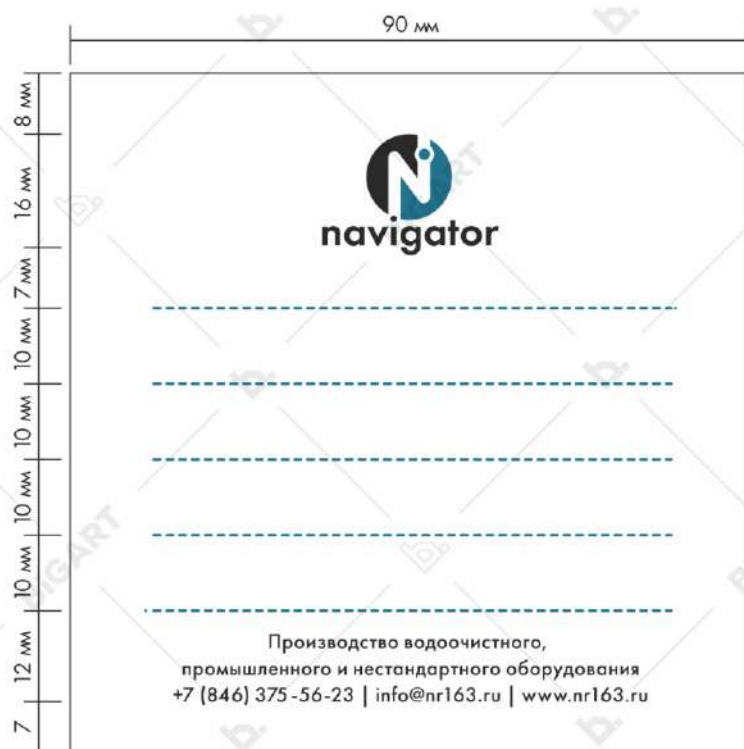 90 мм
8 мм
16 мм
7 мм
10 мм
10 мм
10 мм
10 мм
12 мм
7
navigator
Производство водоочистного,
промышленного и нестандартного оборудования
+7 (846) 375-56-23 | info@nr163.ru | www.nr163.ru
BIGART